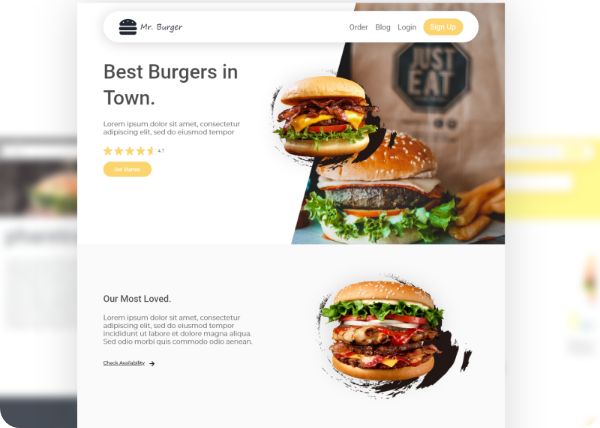 Mr. Burger
Order Blog Login Sign Up
Best Burgers in
Town.
Lorem ipsum dolor sit amet, consectetur
adipiscing elit, sed do eiusmod tempor
4.7
Get Started
JUST
EAT
Our Most Loved.
Lorem ipsum dolor sit amet, consectetur
adipiscing elit, sed do eiusmod tempor
incididunt ut labore et dolore magna aliqua.
Sed odio morbi quis commodo odio aenean.
Check Availability